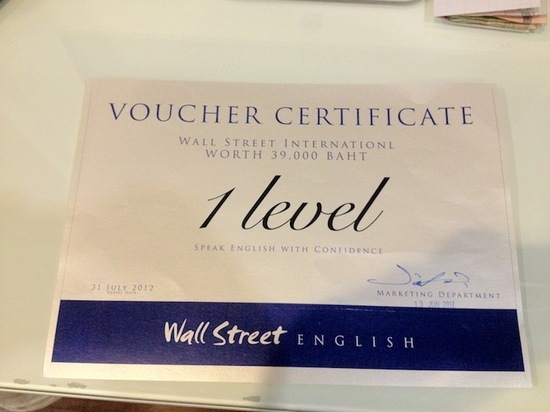 VOUCHER CERTIFICATE
WALL STREET INTERNATIONL
WORTH 39,000 BAHT
1 level
SPEAK ENGLISH WITH CONFIDENCE
31 JULY 2012
MARKETING DEPARTMENT
Wall Street ENGLISH